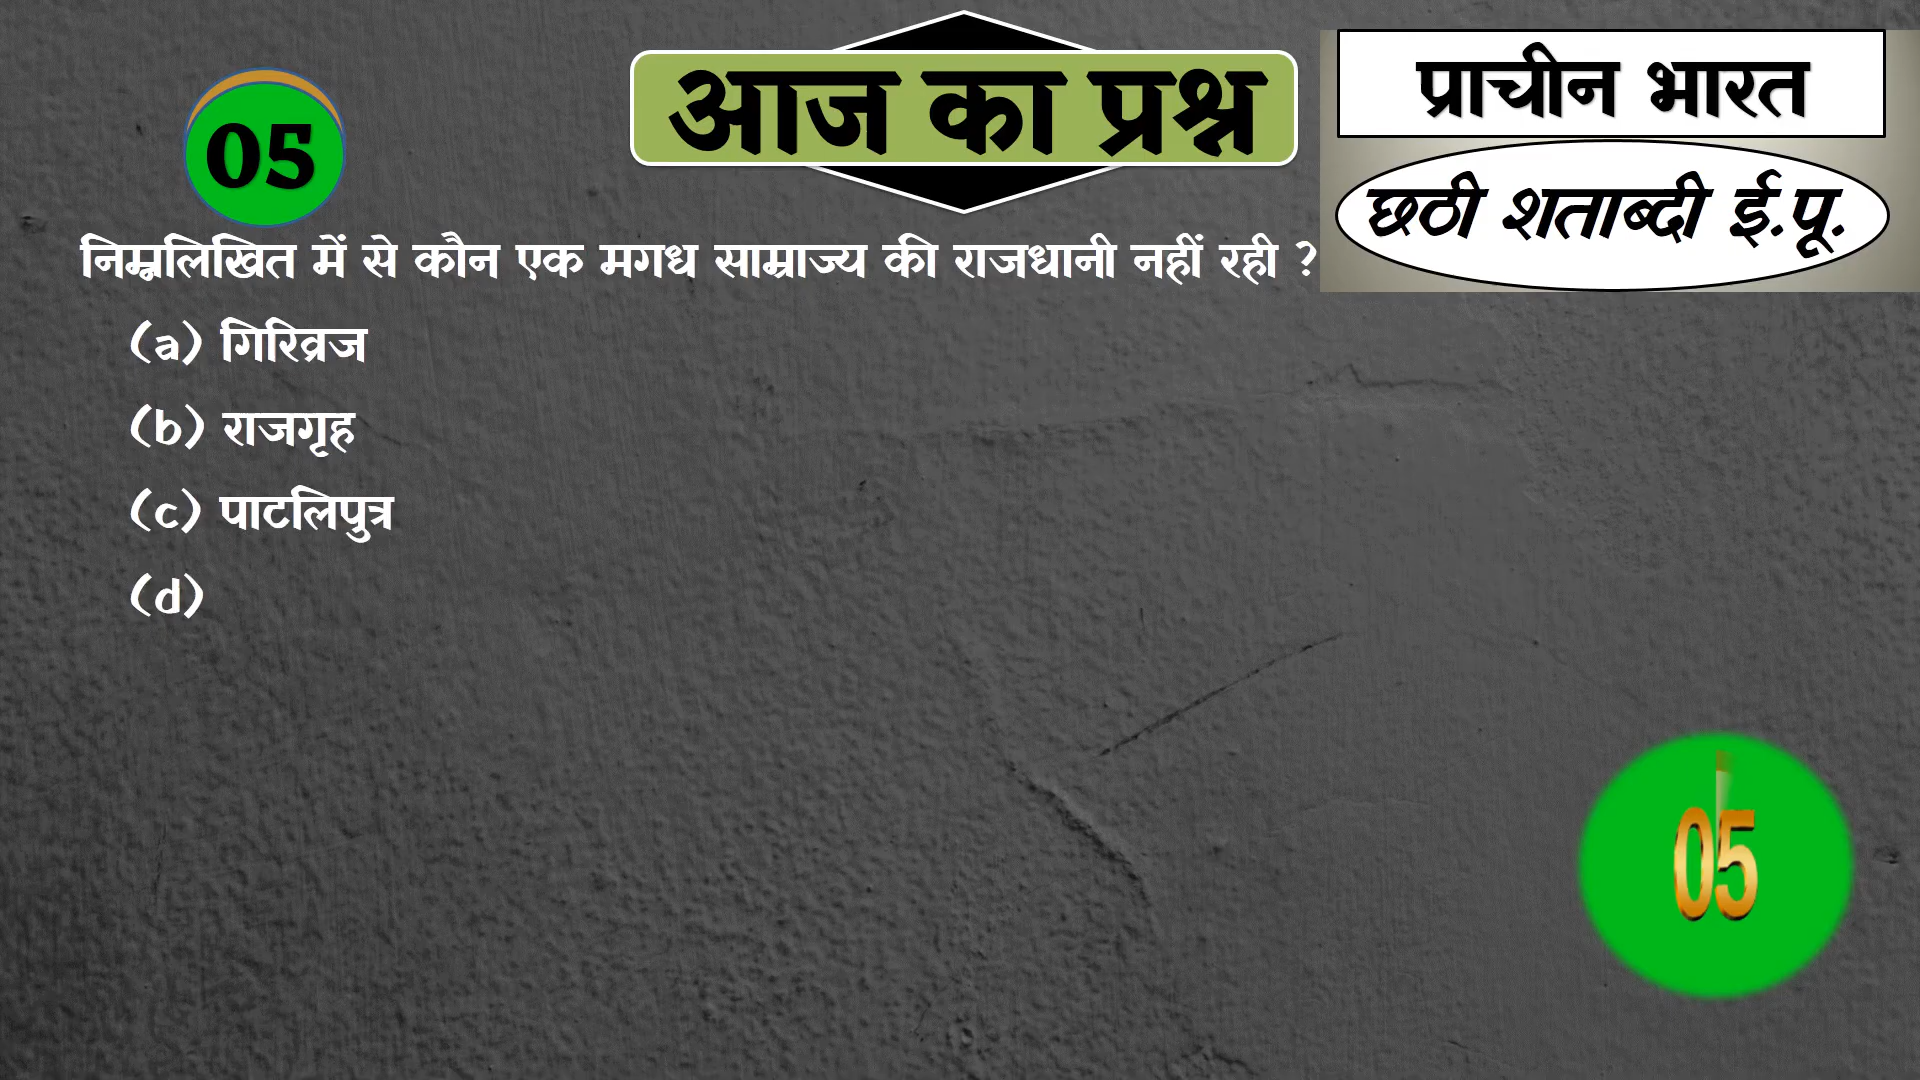 आज का प्रश्न
प्राचीन भारत
छठी शताब्दी ई.पू.
05
निम्नलिखित में से कौन एक मगध साम्राज्य की राजधानी नहीं रही ?
(a) गिरिव्रज
(b) राजगृह
(c) पाटलिपुत्र
(d)
05